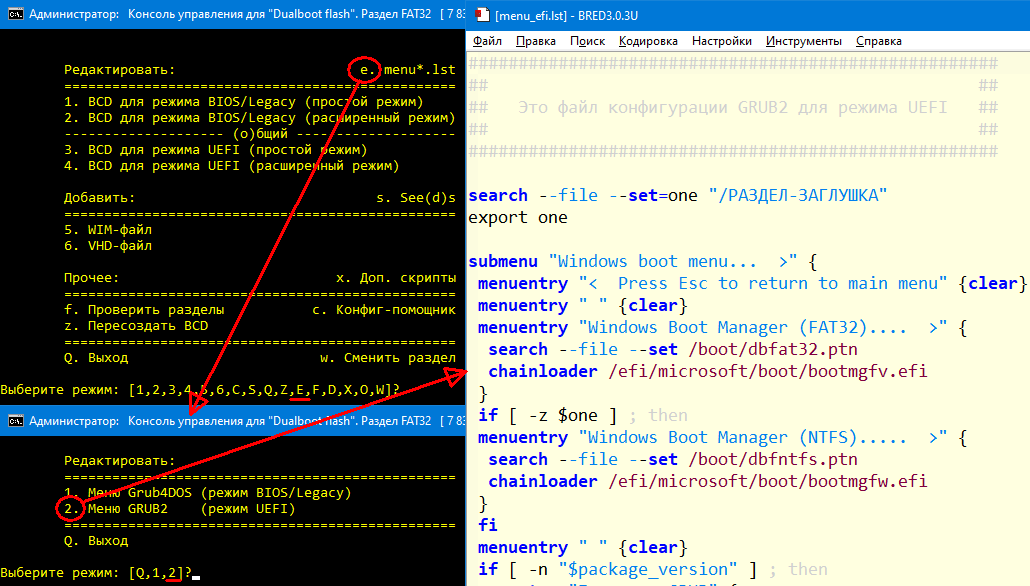 Администратор: Консоль управления для "Dualboot flash". Раздел FAT32 [ 7 83
Редактировать: e. menu*.lst
=================================================
1. BCD для режима BIOS/Legacy (простой режим)
2. BCD для режима BIOS/Legacy (расширенный режим)
-------------------- (о)бщий --------------------
3. BCD для режима UEFI (простой режим)
4. BCD для режима UEFI (расширенный режим)
Добавить: s. See(d)s
=================================================
5. WIM-файл
6. VHD-файл
Прочее: x. Доп. скрипты
=================================================
f. Проверить разделы c. Конфиг-помощник
z. Пересоздать BCD
=================================================
Q. Выход w. Сменить раздел
Выберите режим: [1,2,3,4,5,6,C,S,Q,Z,E,F,D,X,O,W]?
Администратор: Консоль управления для "Dualboot flash". Раздел FAT32 [ 7 83
Редактировать:
=================================================
1. Меню Grub4DOS (режим BIOS/Legacy)
2. Меню GRUB2 (режим UEFI)
=================================================
Q. Выход
Выберите режим: [Q,1,2]?
[menu_efi.lst] - BRED3.0.3U
Файл Правка Поиск Кодировка Настройки Инструменты Справка
#####################################################
## ##
## Это файл конфигурации GRUB2 для режима UEFI ##
## ##
#####################################################
search --file --set=one "/РАЗДЕЛ-ЗАГЛУШКА"
export one
submenu "Windows boot menu... >" {
menuentry "< Press Esc to return to main menu" {clear}
menuentry " " {clear}
menuentry "Windows Boot Manager (FAT32).... >" {
search --file --set /boot/dbfat32.ptn
chainloader /efi/microsoft/boot/bootmgfv.efi
}
if [ -z $one ] ; then
menuentry "Windows Boot Manager (NTFS)..... >" {
search --file --set /boot/dbfntfs.ptn
chainloader /efi/microsoft/boot/bootmgfw.efi
}
fi
menuentry " " {clear}
if [ -n "$package_version" ] ; then